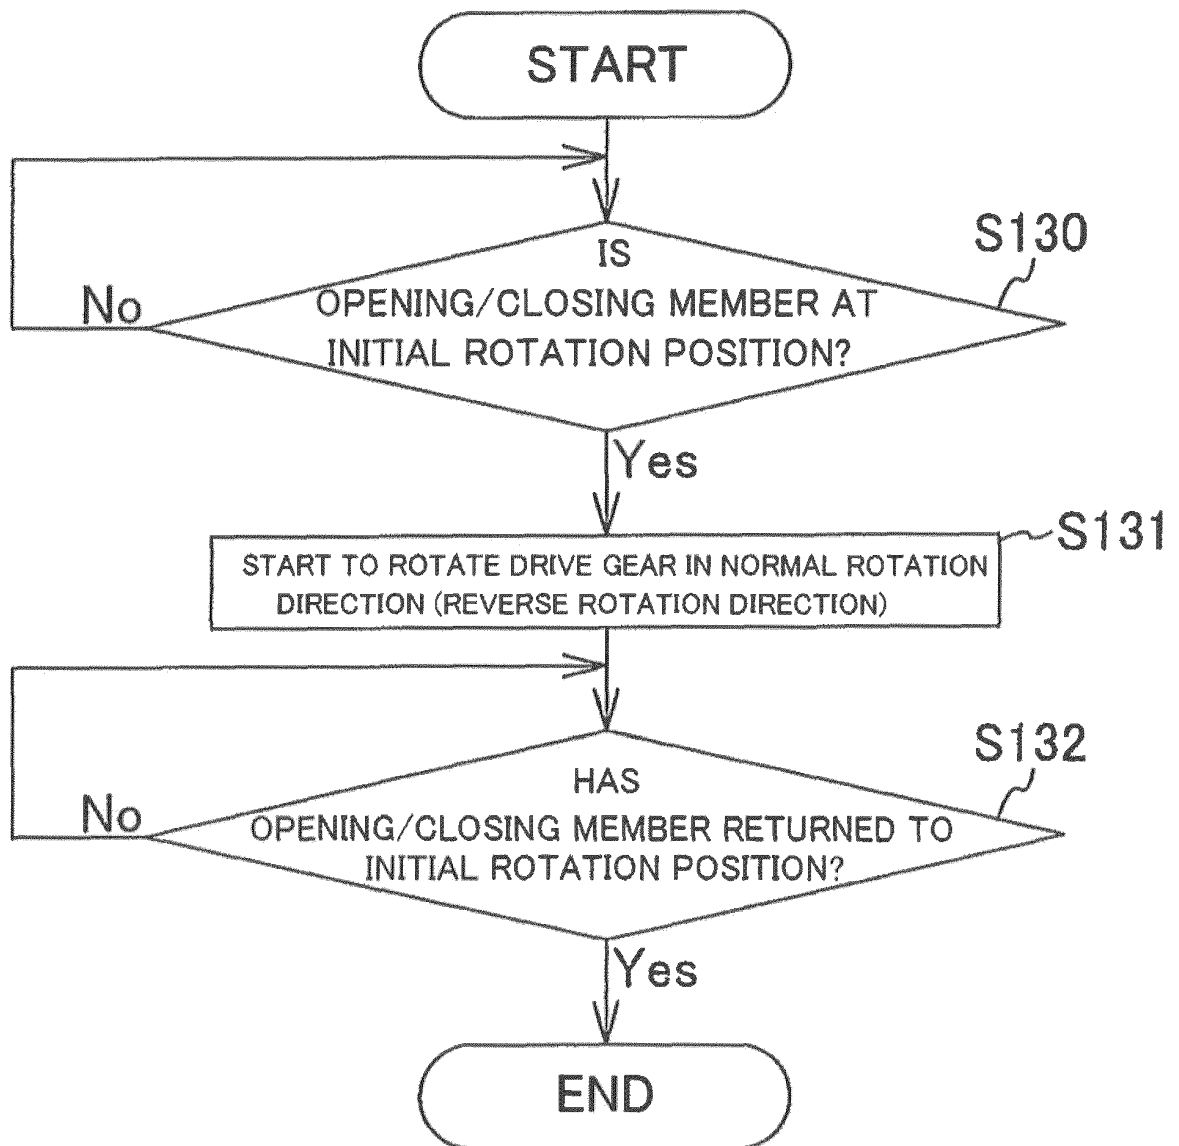 START
S130
IS
OPENING/CLOSING MEMBER AT
INITIAL ROTATION POSITION?
No
Yes
S131
START TO ROTATE DRIVE GEAR IN NORMAL ROTATION
DIRECTION (REVERSE ROTATION DIRECTION)
S132
HAS
OPENING/CLOSING MEMBER RETURNED TO
INITIAL ROTATION POSITION?
No
Yes
END